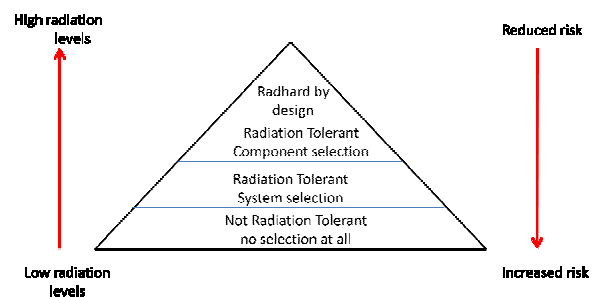 High radiation
levels
Reduced risk
Radhard by
design
Radiation Tolerant
Component selection
Radiation Tolerant
System selection
Not Radiation Tolerant
no selection at all
Low radiation
levels
Increased risk